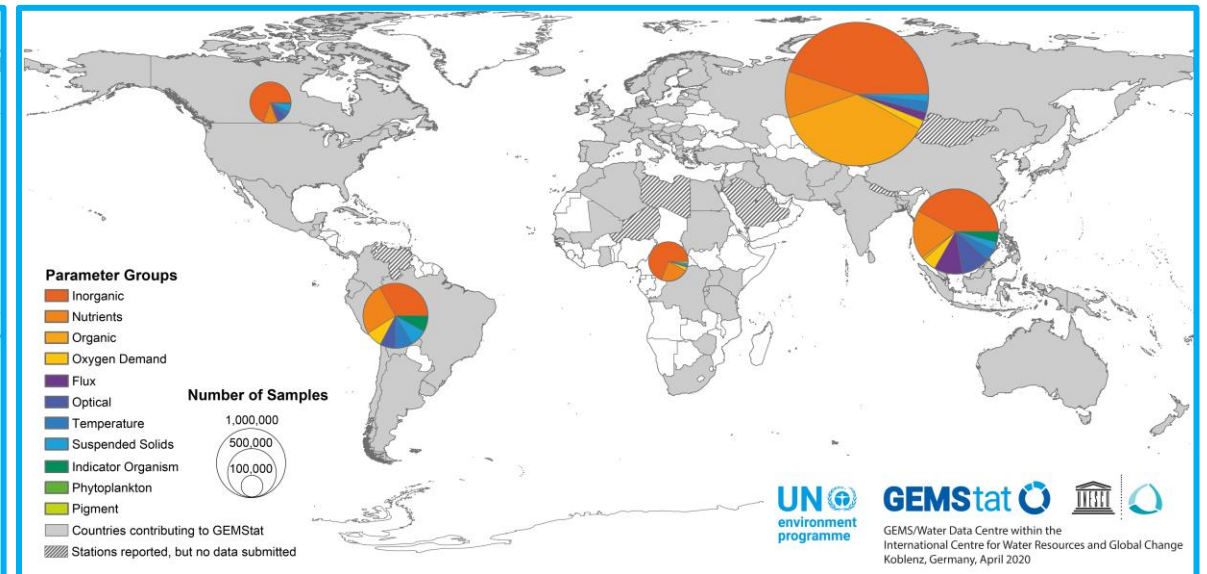 Parameter Groups
Inorganic
Nutrients
Organic
Oxygen Demand
Flux
Optical
Temperature
Suspended Solids
Indicator Organism
Phytoplankton
Pigment
Countries contributing to GEMStat
Stations reported, but no data submitted
Number of Samples
1,000,000
500,000
100,000
UN
environment
programme
GEMStat
UNESCO
GEMS/Water Data Centre within the
International Centre for Water Resources and Global Change
Koblenz, Germany, April 2020